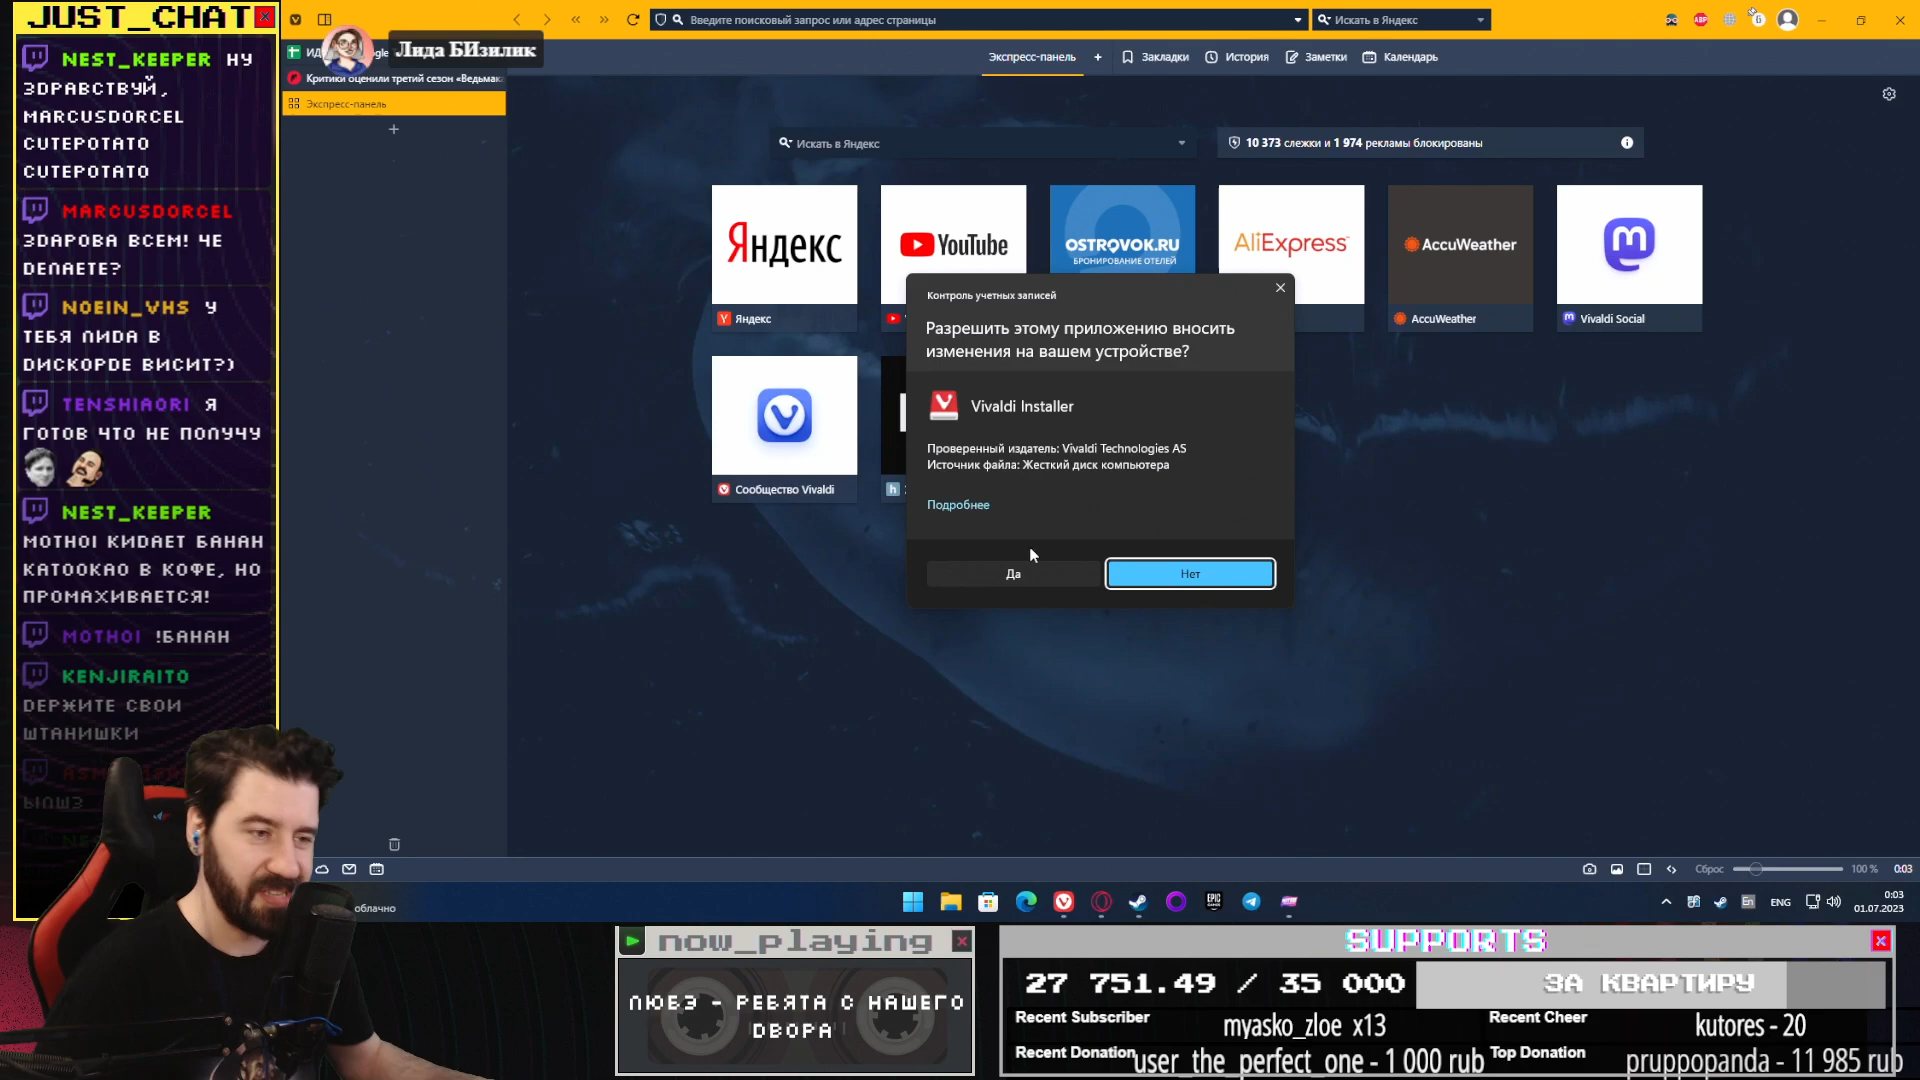 JUST_CHAT
NEST_KEEPER НУ
ЗДРАВСТВУЙ,
MARCUSDORCEL
CUTEPOTATO
CUTEPOTATO
MARCUSDORCEL
ЗДАРОВА ВСЕМ! ЧЕ
ДЕЛАЕТЕ?
NOEIN_VHS У
ТЕБЯ ЛИДА В
ДИСКОРДЕ ВИСИТ?)
TENSHIAORI Я
ГОТОВ ЧТО НЕ ПОЛУЧУ
NEST_KEEPER
MOTHOI КИДАЕТ БАНАН
KATOOKAO В КОФЕ, НО
ПРОМАХИВАЕТСЯ!
MOTHOI !БАНАН
KENJIRAITO
ДЕРЖИТЕ СВОИ
ШТАНИШКИ
Лида БИзилик
Критики оценили третий сезон «Ведьмак
Экспресс-панель
Введите поисковый запрос или адрес страницы
Искать в Яндекс
6
Экспресс-панель
Закладки
История
Заметки
Календарь
Искать в Яндекс
10 373 слежки и 1 974 рекламы блокированы
Яндекс
YouTube
OSTROVOK.RU
БРОНИРОВАНИЕ ОТЕЛЕЙ
AliExpress
AccuWeather
Яндекс
AccuWeather
Vivaldi Social
Сообщество Vivaldi
Контроль учетных записей
Разрешить этому приложению вносить
изменения на вашем устройстве?
Vivaldi Installer
Проверенный издатель: Vivaldi Technologies AS
Источник файла: Жесткий диск компьютера
Подробнее
Да
Нет
Сброс
100 %
0:03
облачно
EPIC
ENG
0:03
01.07.2023
now_playing
ЛЮБЭ - РЕБЯТА С НАШЕГО
ДВОРА
SUPPORTS
27 751.49 / 35 000
ЗА КВАРТИРУ
Recent Subscriber
myasko_zloe x13
Recent Cheer
kutores - 20
Recent Donation
user_the_perfect_one - 1 000 rub
Top Donation
pruppopanda - 11 985 rub